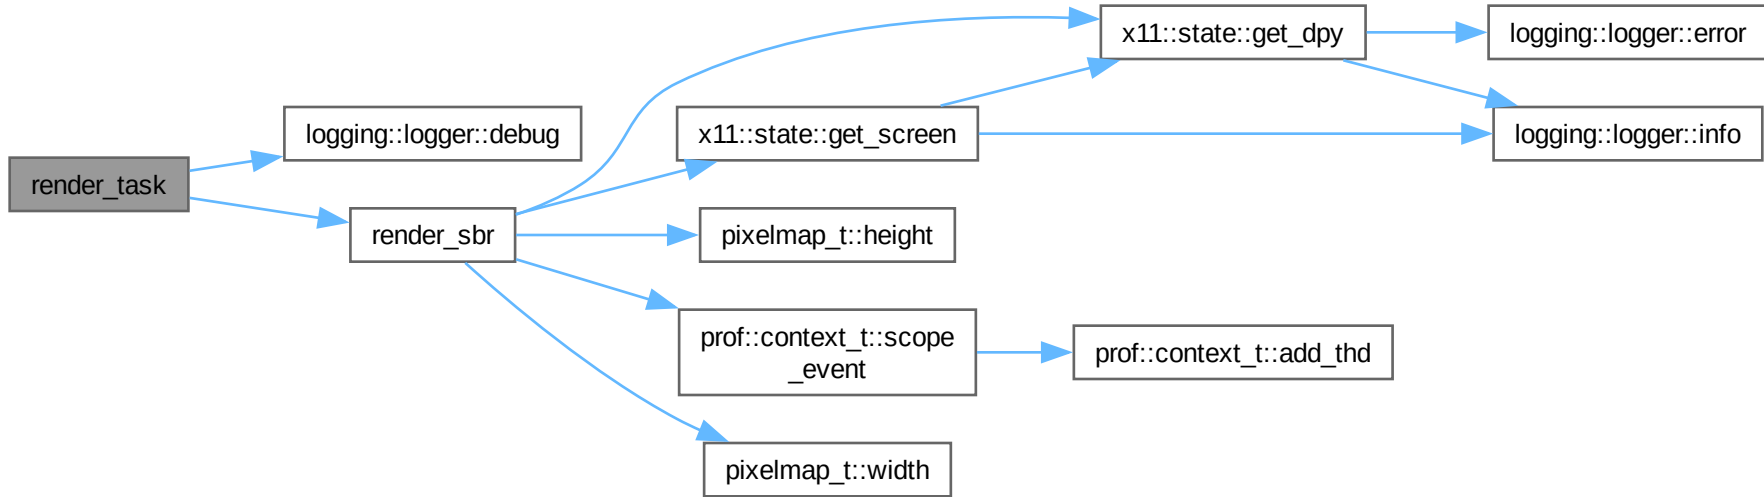 render_task
logging::logger::debug
render_sbr
x11::state::get_dpy
x11::state::get_screen
pixelmap_t::height
prof::context_t::scope
_event
pixelmap_t::width
prof::context_t::add_thd
logging::logger::error
logging::logger::info